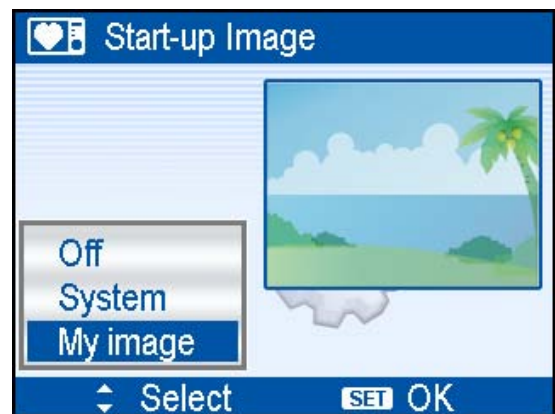 Start-up Image
Off
System
My image
Select SET OK